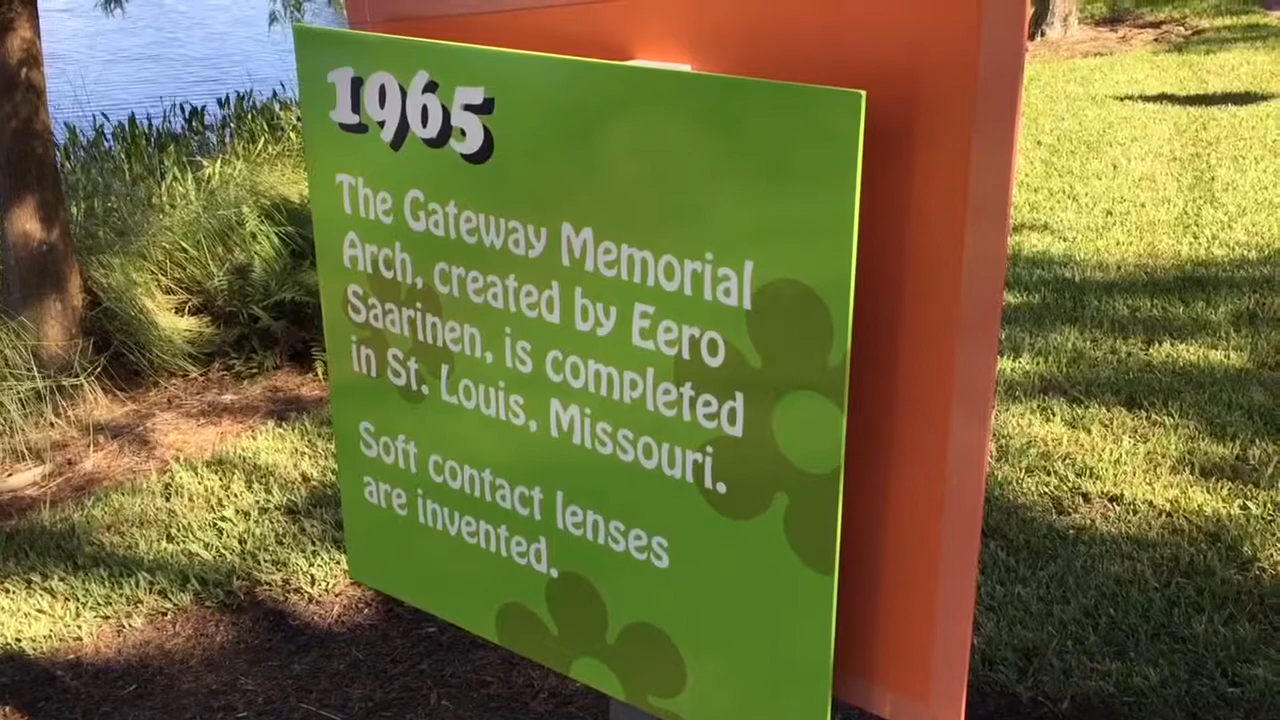 1965
The Gateway Memorial
Arch, created by Eero
Saarinen, is completed
in St. Louis, Missouri.
Soft contact lenses
are invented.